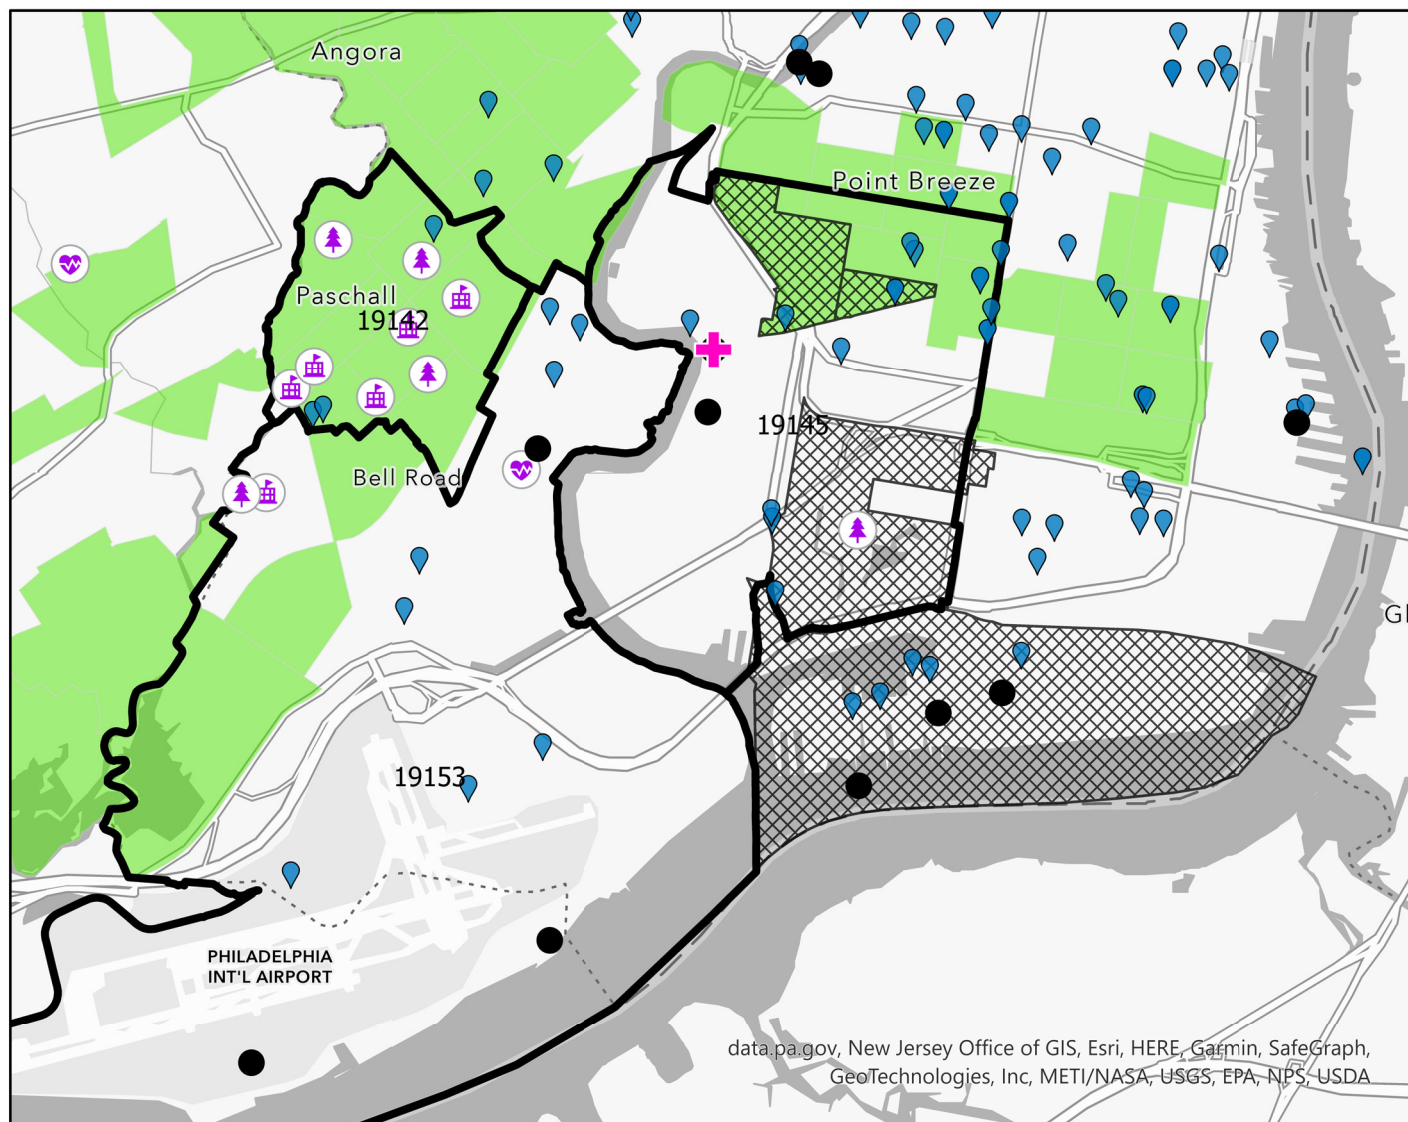 Angora
Point Breeze
Paschall
19142
19145
Bell Road
Gl
19153
PHILADELPHIA
INT'L AIRPORT
data.pa.gov, New Jersey Office of GIS, Esri, HERE, Garmin, SafeGraph,
GeoTechnologies, Inc, METI/NASA, USGS, EPA, NPS, USDA